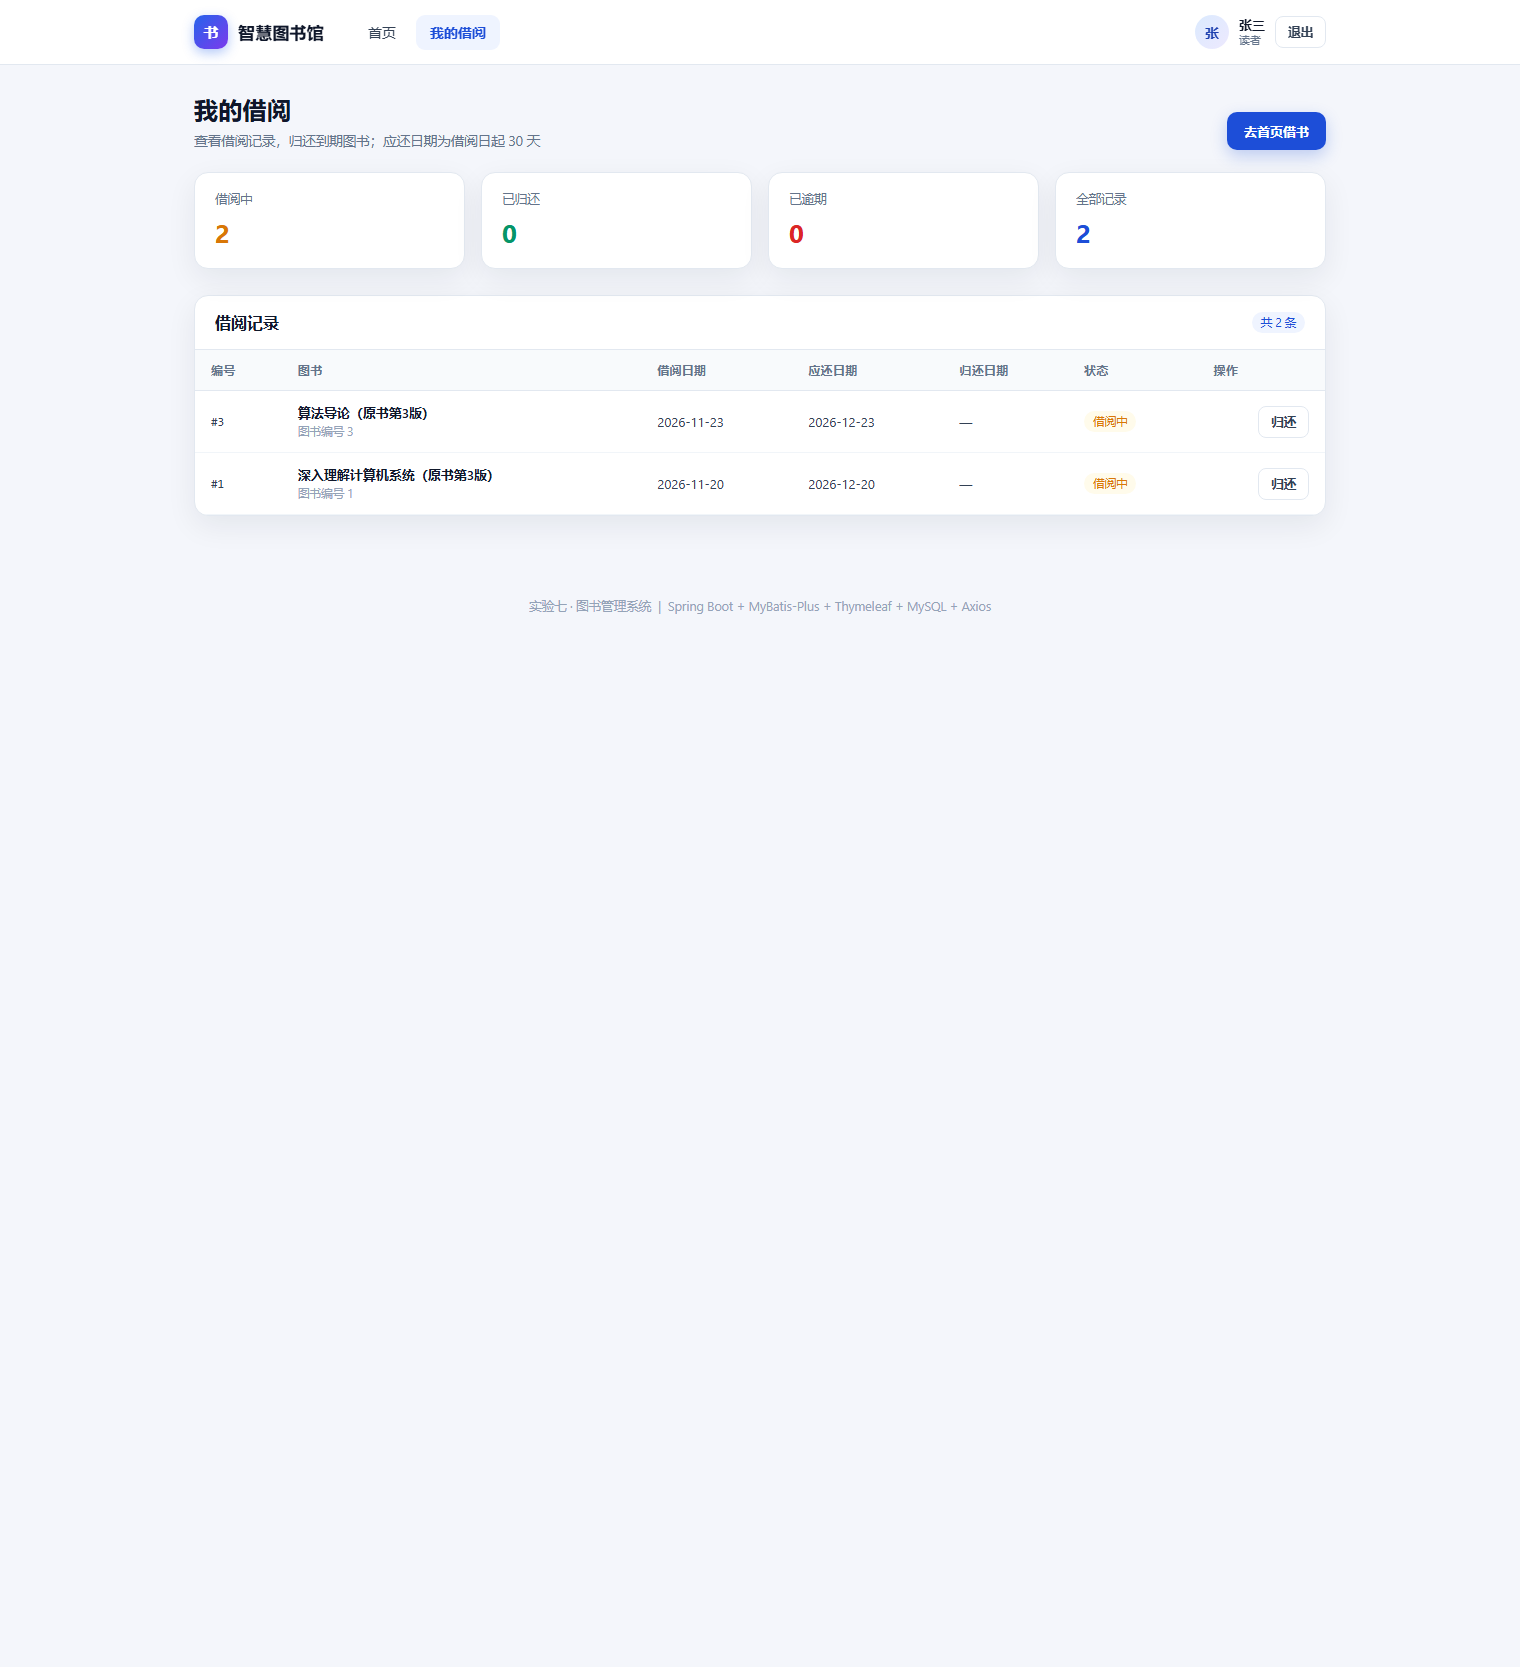 书 智慧图书馆 首页 我的借阅 张 张三 读者 退出
我的借阅
查看借阅记录，归还到期图书；应还日期为借阅日起 30 天
去首页借书
借阅中 已归还 已逾期 全部记录
2 0 0 2
借阅记录 共 2 条
编号 图书 借阅日期 应还日期 归还日期 状态 操作
#3 算法导论（原书第3版） 2026-11-23 2026-12-23 — 借阅中 归还
图书编号 3
#1 深入理解计算机系统（原书第3版） 2026-11-20 2026-12-20 — 借阅中 归还
图书编号 1
实验七 · 图书管理系统 | Spring Boot + MyBatis-Plus + Thymeleaf + MySQL + Axios